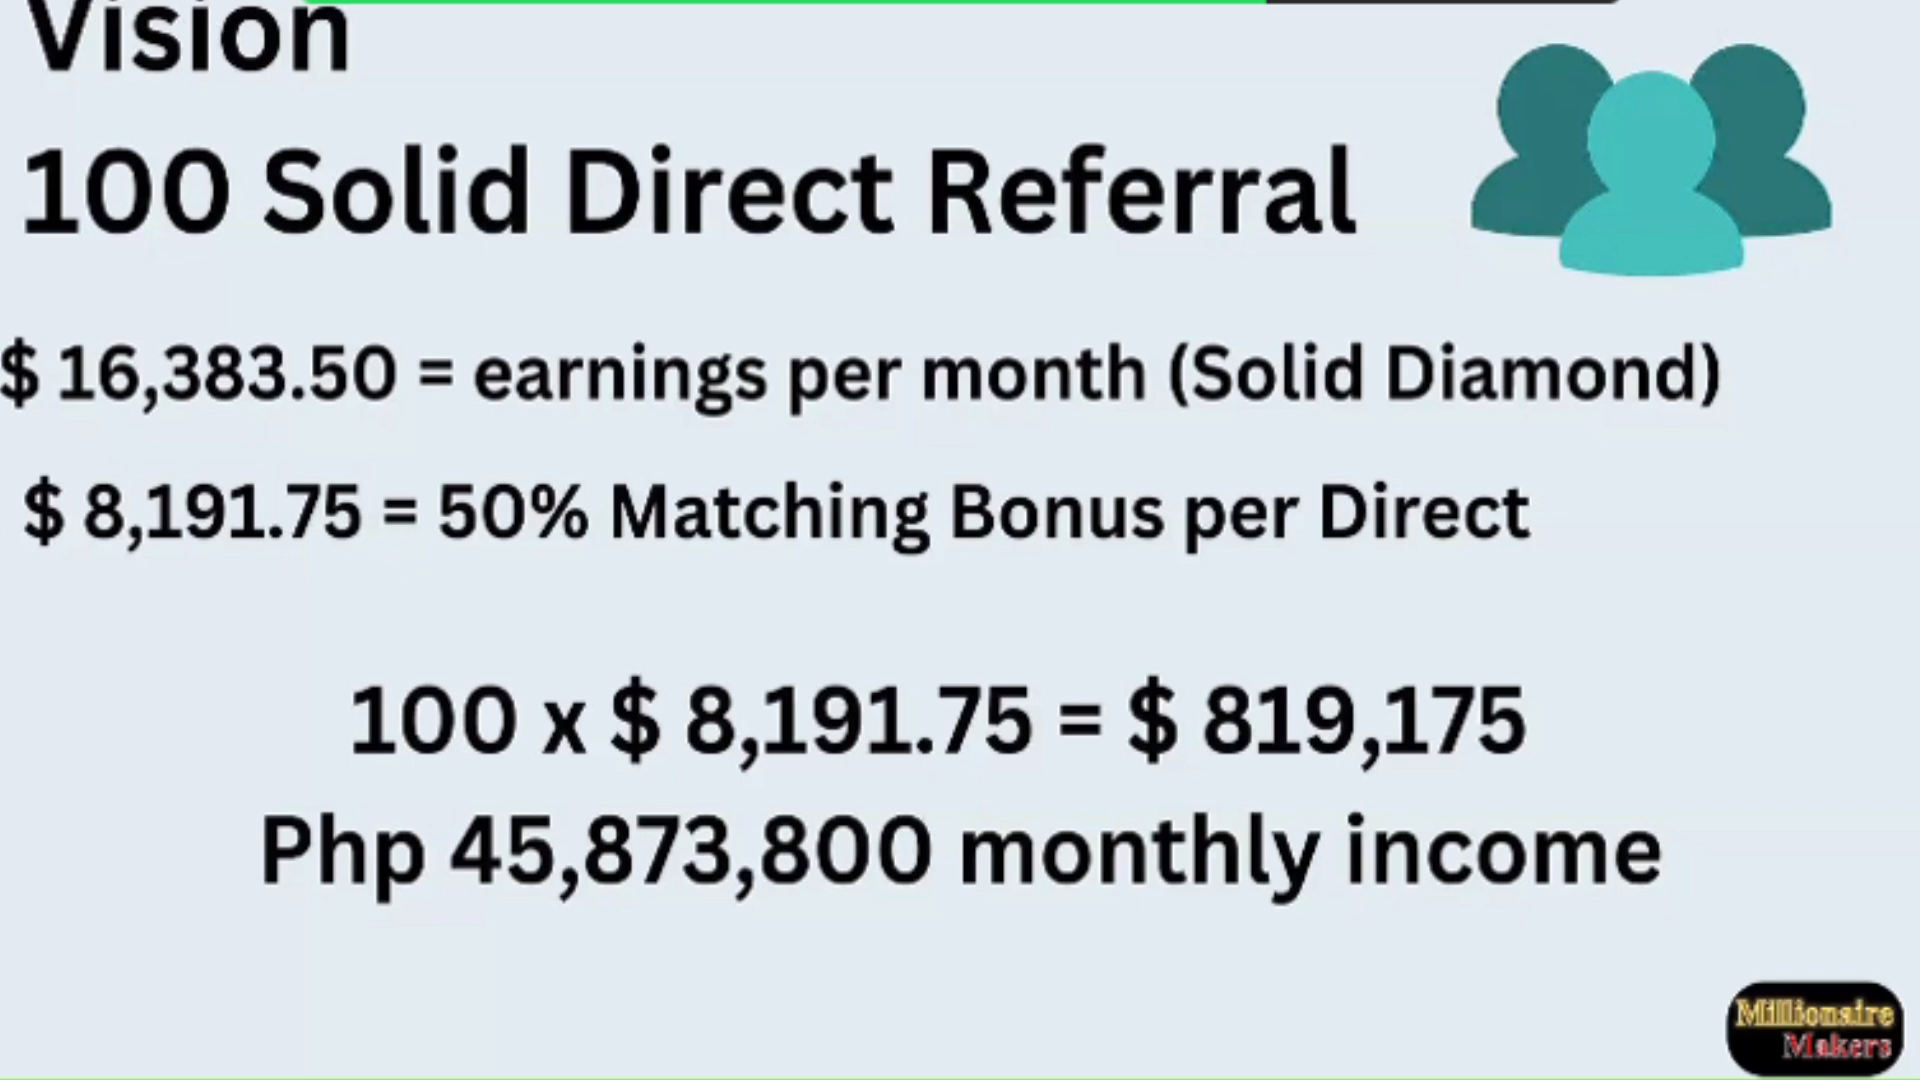 Vision
100 Solid Direct Referral
$ 16,383.50 = earnings per month (Solid Diamond)
$ 8,191.75 = 50% Matching Bonus per Direct
100 x $ 8,191.75 = $ 819,175
Php 45,873,800 monthly income
Millionaire
Makers